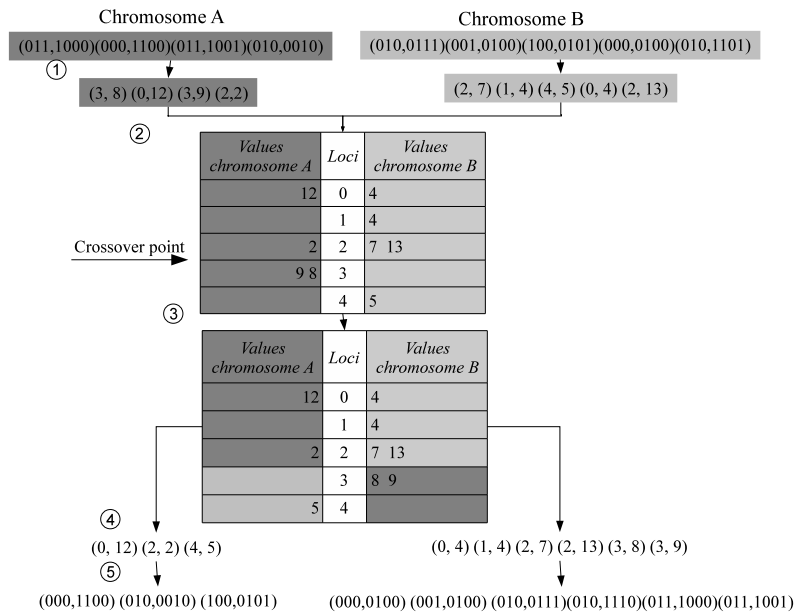 Chromosome A
Chromosome B
(011,1000)(000,1100)(011,1001)(010,0010)
(010,0111)(001,0100)(100,0101)(000,0100)(010,1101)
1
(3, 8) (0,12) (3,9) (2,2)
(2, 7) (1, 4) (4, 5) (0, 4) (2, 13)
2
Values chromosome A
Loci
Values chromosome B
12 0 4
1 4
Crossover point
2 2 7 13
9 8 3
4 5
3
Values chromosome A
Loci
Values chromosome B
12 0 4
1 4
2 2 7 13
3 8 9
5 4
4
(0, 12) (2, 2) (4, 5)
(0, 4) (1, 4) (2, 7) (2, 13) (3, 8) (3, 9)
5
(000,1100) (010,0010) (100,0101)
(000,0100) (001,0100) (010,0111)(010,1110)(011,1000)(011,1001)